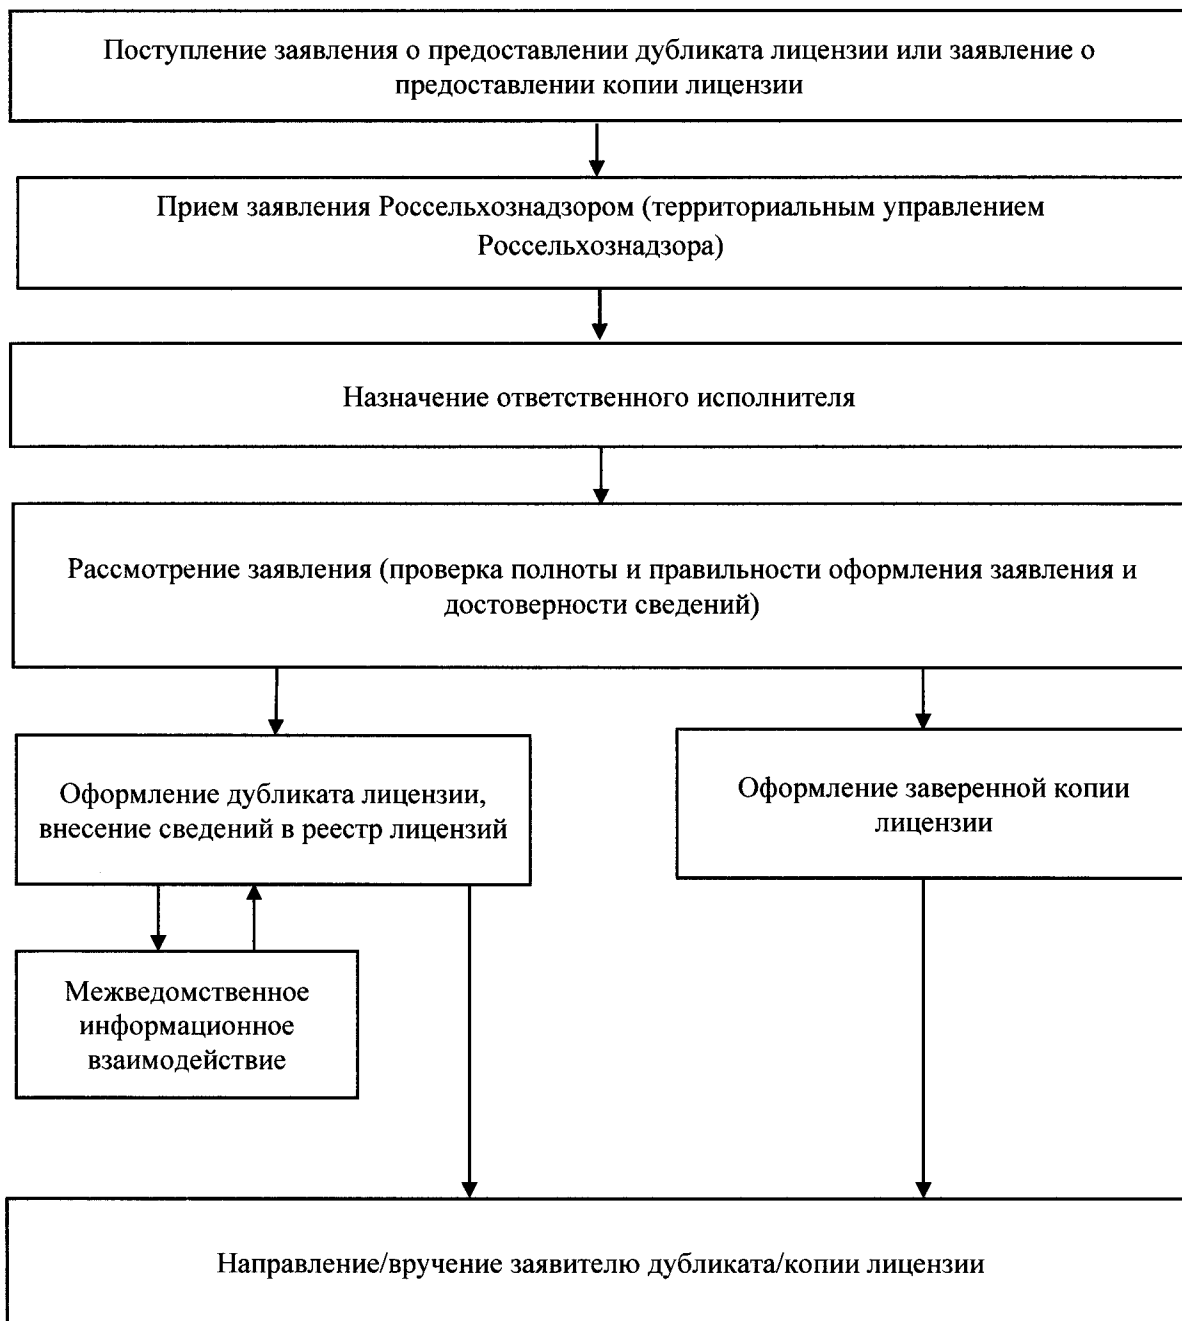 Поступление заявления о предоставлении дубликата лицензии или заявление о
предоставлении копии лицензии
Прием заявления Россельхознадзором (территориальным управлением
Россельхознадзора)
Назначение ответственного исполнителя
Рассмотрение заявления (проверка полноты и правильности оформления заявления и
достоверности сведений)
Оформление дубликата лицензии,
внесение сведений в реестр лицензий
Оформление заверенной копии
лицензии
Межведомственное
информационное
взаимодействие
Направление/вручение заявителю дубликата/копии лицензии